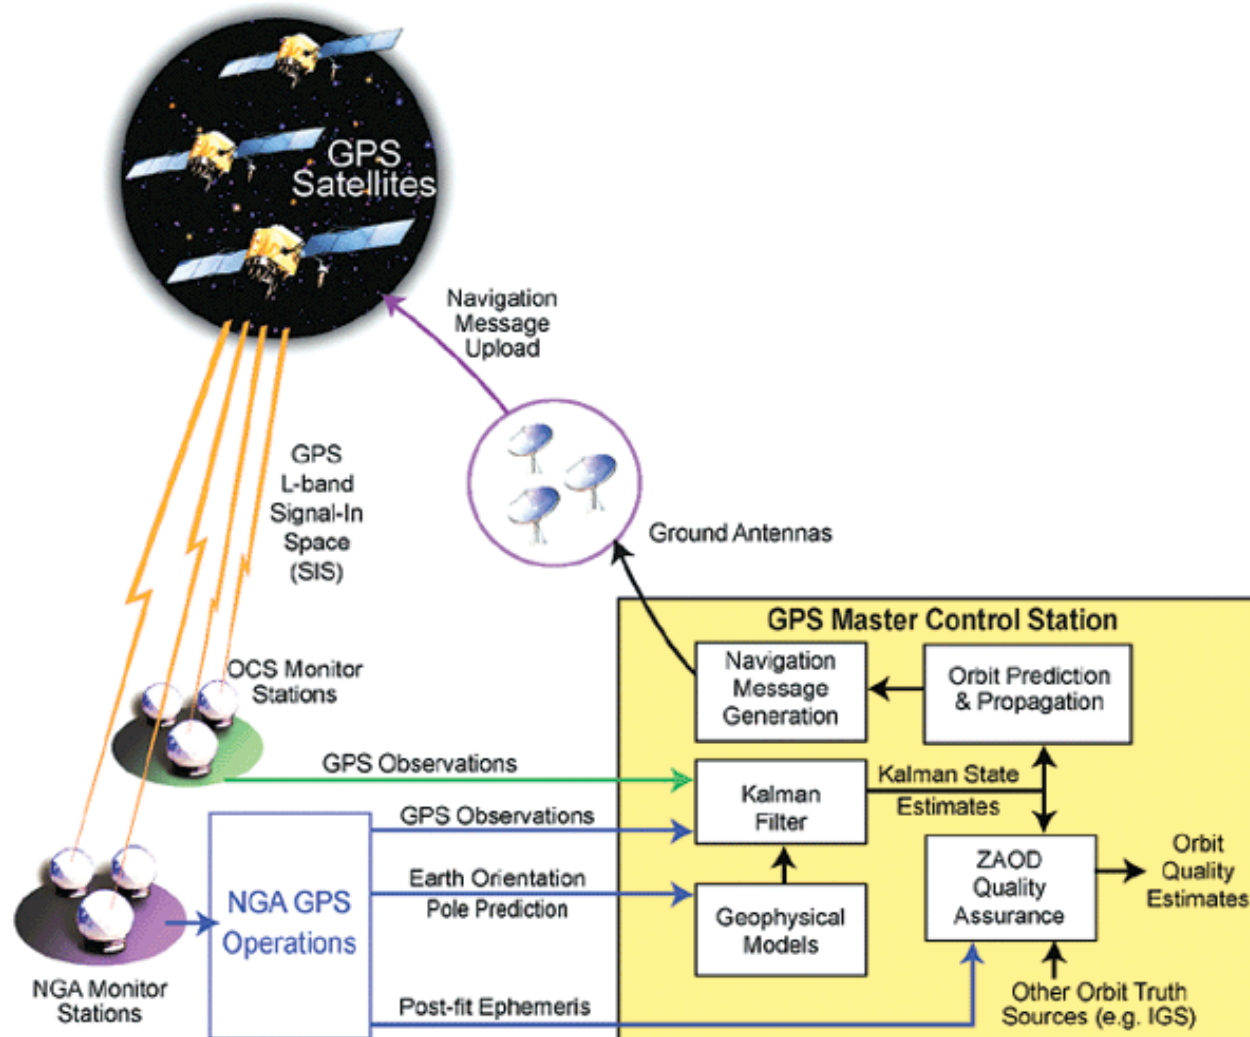 GPS
Satellites
Navigation
Message
Upload
GPS
L-band
Signal-In
Space
(SIS)
Ground Antennas
GPS Master Control Station
OCS Monitor
Stations
Navigation
Message
Generation
Orbit Prediction
& Propagation
GPS Observations
Kalman
Filter
Kalman State
Estimates
GPS Observations
Earth Orientation
Pole Prediction
NGA GPS
Operations
Geophysical
Models
ZAOD
Quality
Assurance
Orbit
Quality
Estimates
NGA Monitor
Stations
Post-fit Ephemeris
Other Orbit Truth
Sources (e.g. IGS)